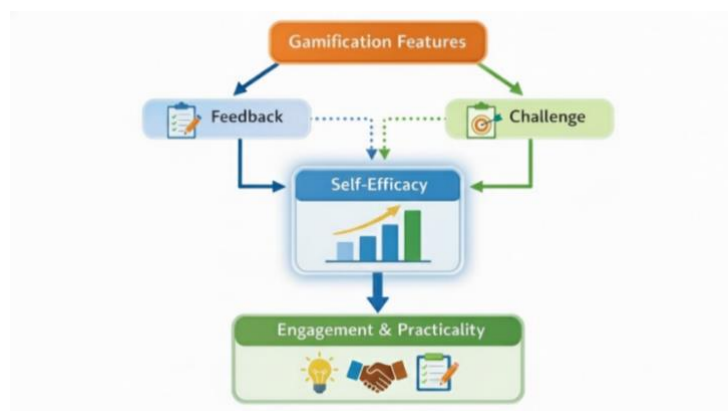 Gamification Features
Feedback
Challenge
Self-Efficacy
Engagement & Practicality